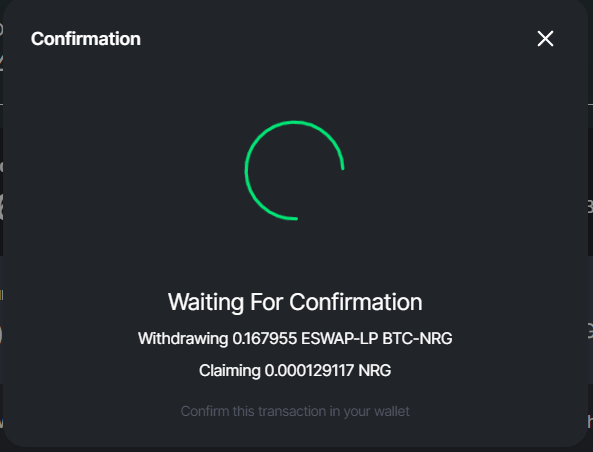 Confirmation
Waiting For Confirmation
Withdrawing 0.167955 ESWAP-LP BTC-NRG
Claiming 0.000129117 NRG
Confirm this transaction in your wallet